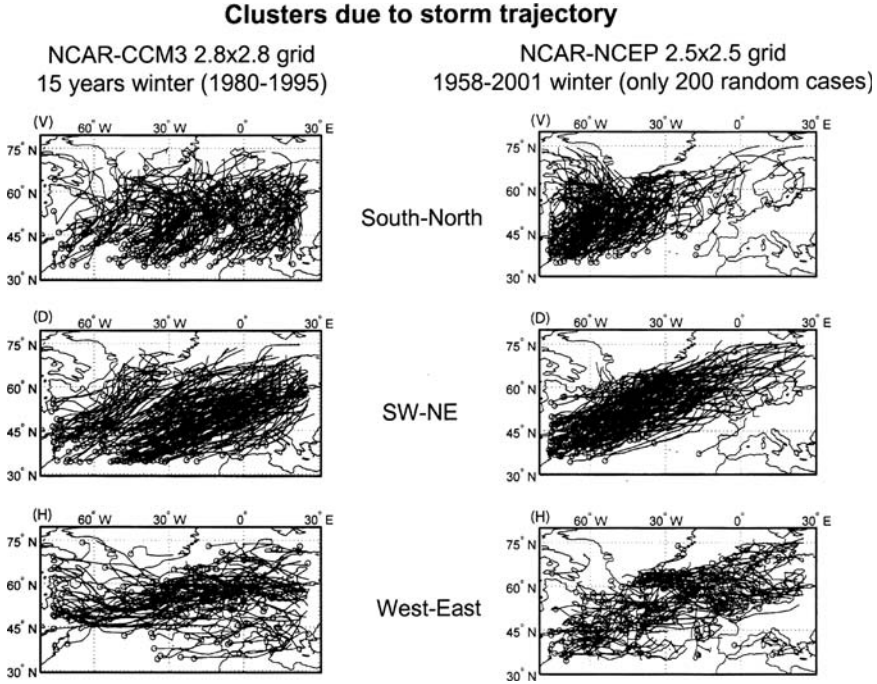 Clusters due to storm trajectory
NCAR-CCM3 2.8x2.8 grid
15 years winter (1980-1995)
NCAR-NCEP 2.5x2.5 grid
1958-2001 winter (only 200 random cases)
(V)
60° W
30° W
0°
30° E
75° N
60° N
45° N
30° N
South-North
(V)
60° W
30° W
0°
30° E
75° N
60° N
45° N
30° N
(D)
60° W
30° W
0°
30° E
75° N
60° N
45° N
30° N
SW-NE
(D)
60° W
30° W
0°
30° E
75° N
60° N
45° N
30° N
(H)
60° W
30° W
0°
30° E
75° N
60° N
45° N
30° N
West-East
(H)
60° W
30° W
0°
30° E
75° N
60° N
45° N
30° N